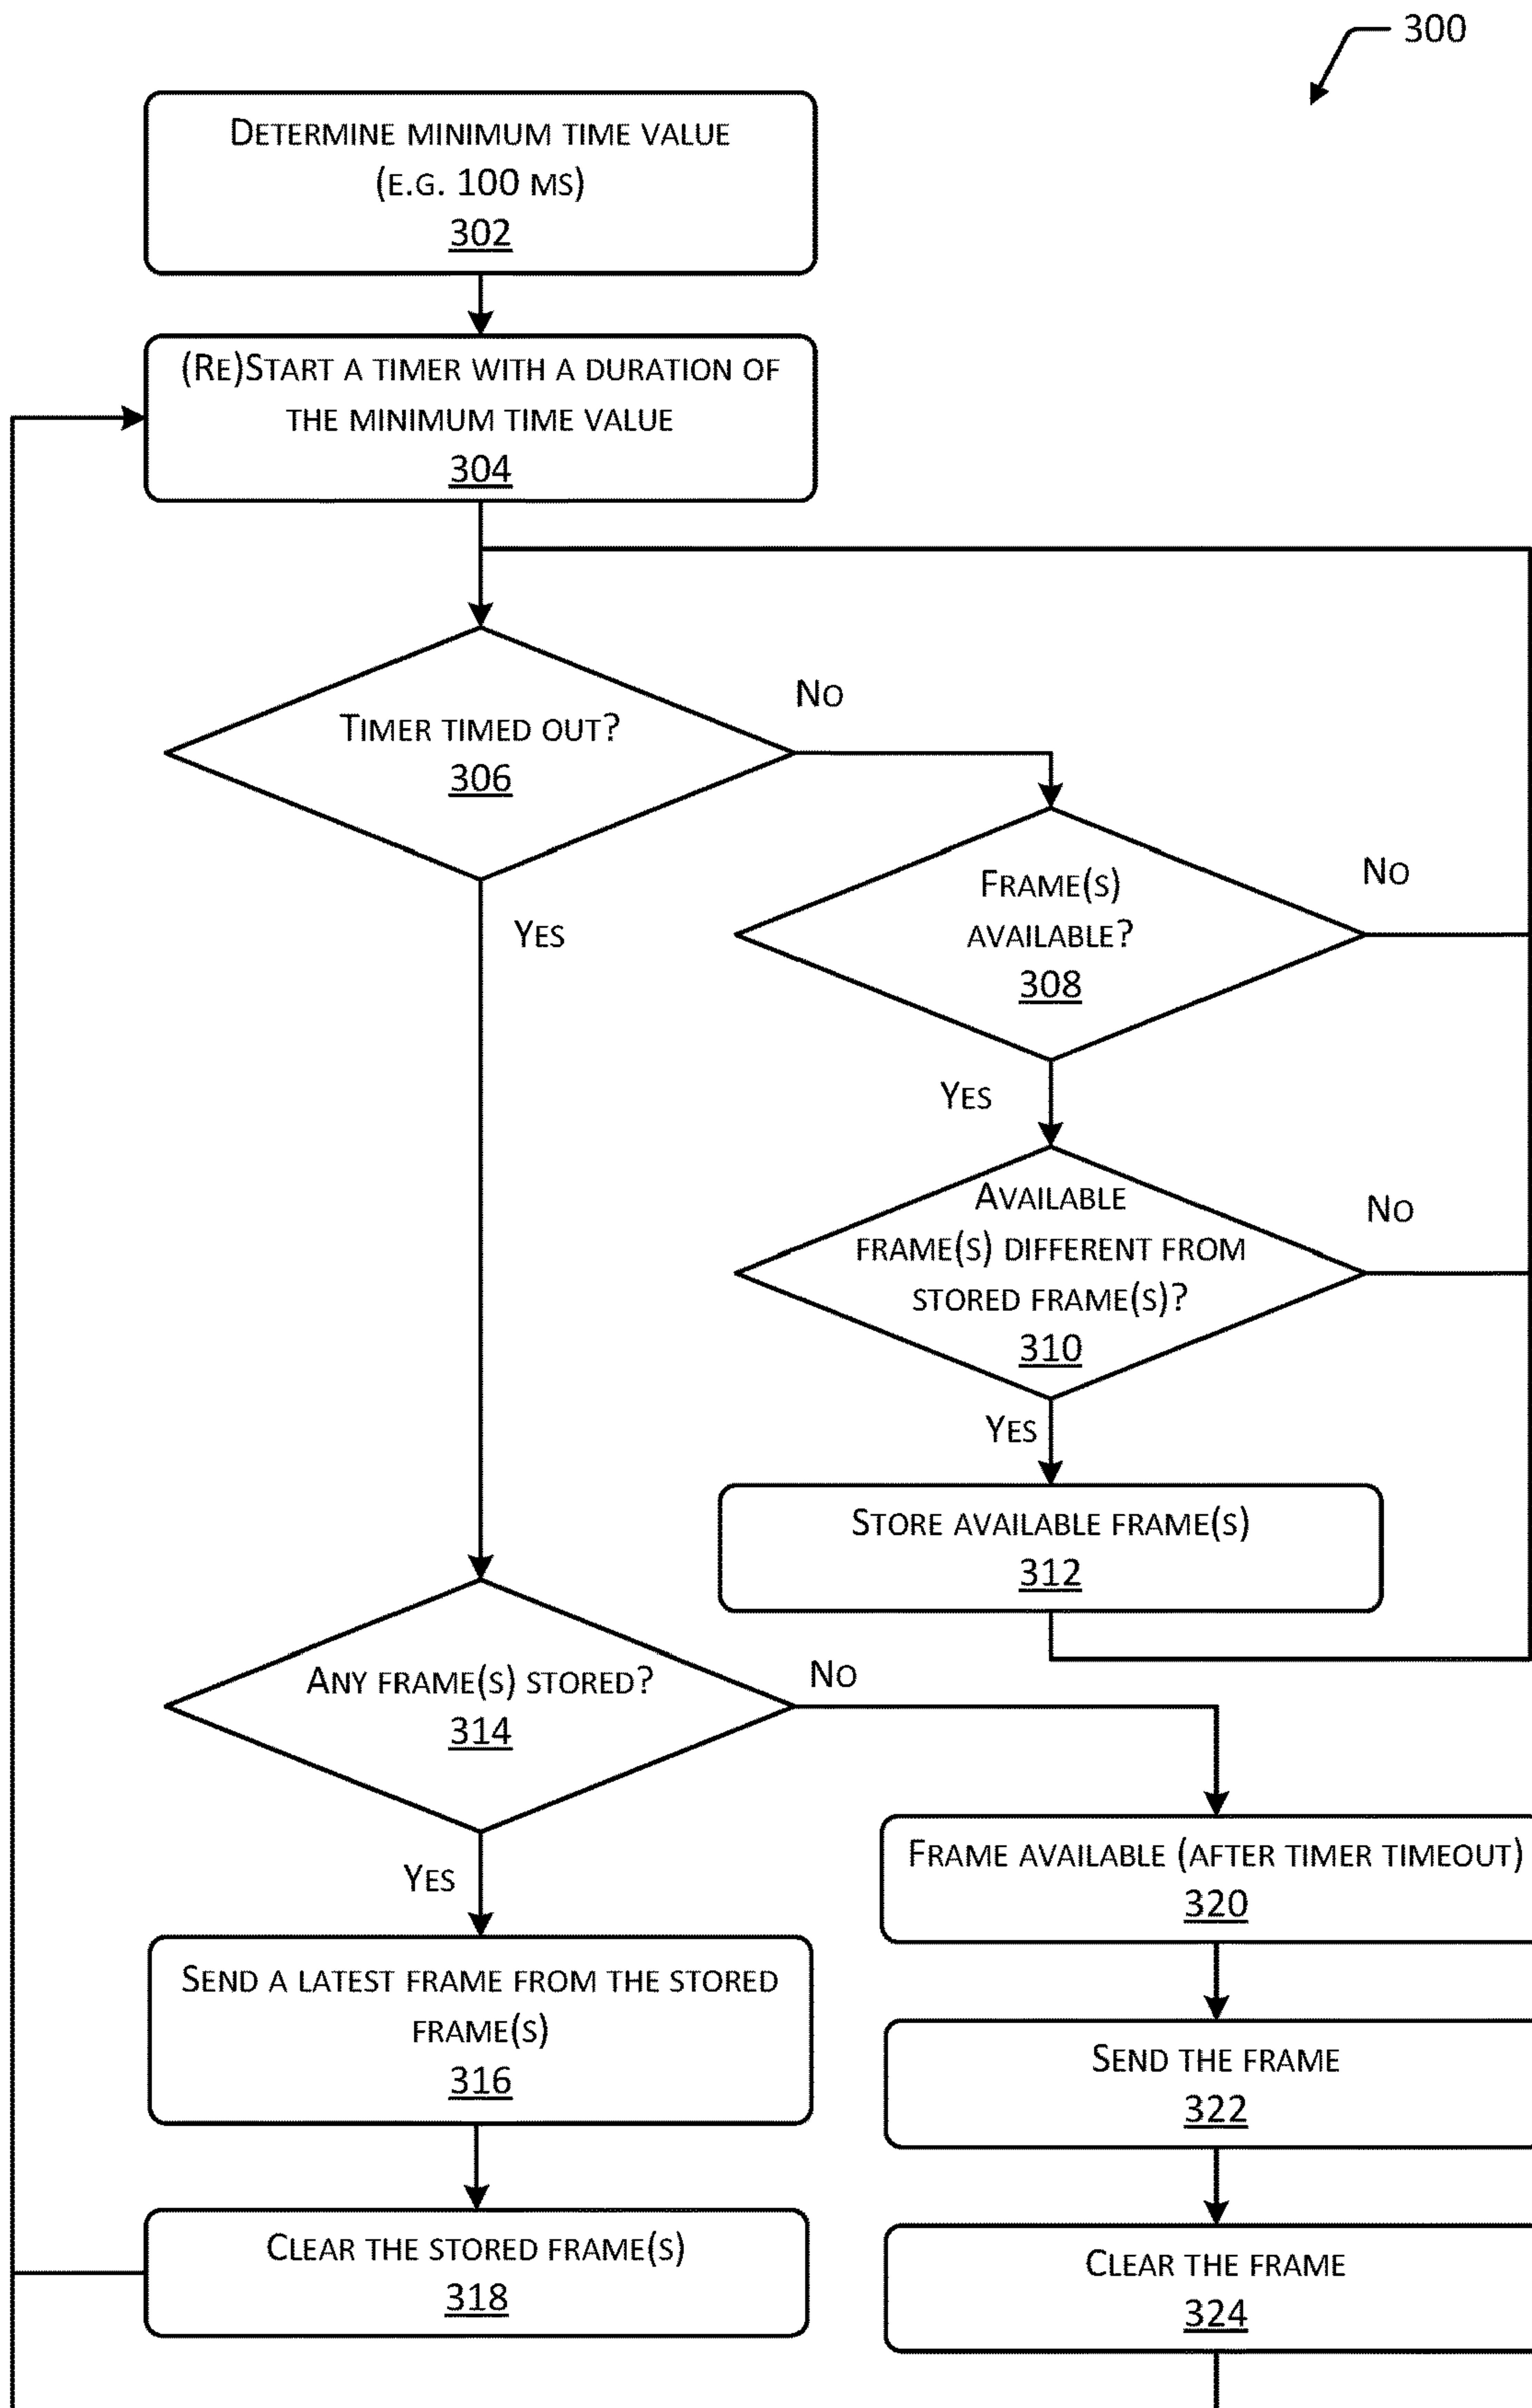 300
DETERMINE MINIMUM TIME VALUE
(E.G. 100 MS)
302
(RE)START A TIMER WITH A DURATION OF
THE MINIMUM TIME VALUE
304
TIMER TIMED OUT?
306
NO
YES
FRAME(S)
AVAILABLE?
308
NO
YES
AVAILABLE
FRAME(S) DIFFERENT FROM
STORED FRAME(S)?
310
NO
YES
STORE AVAILABLE FRAME(S)
312
ANY FRAME(S) STORED?
314
NO
YES
FRAME AVAILABLE (AFTER TIMER TIMEOUT)
320
SEND A LATEST FRAME FROM THE STORED
FRAME(S)
316
SEND THE FRAME
322
CLEAR THE STORED FRAME(S)
318
CLEAR THE FRAME
324